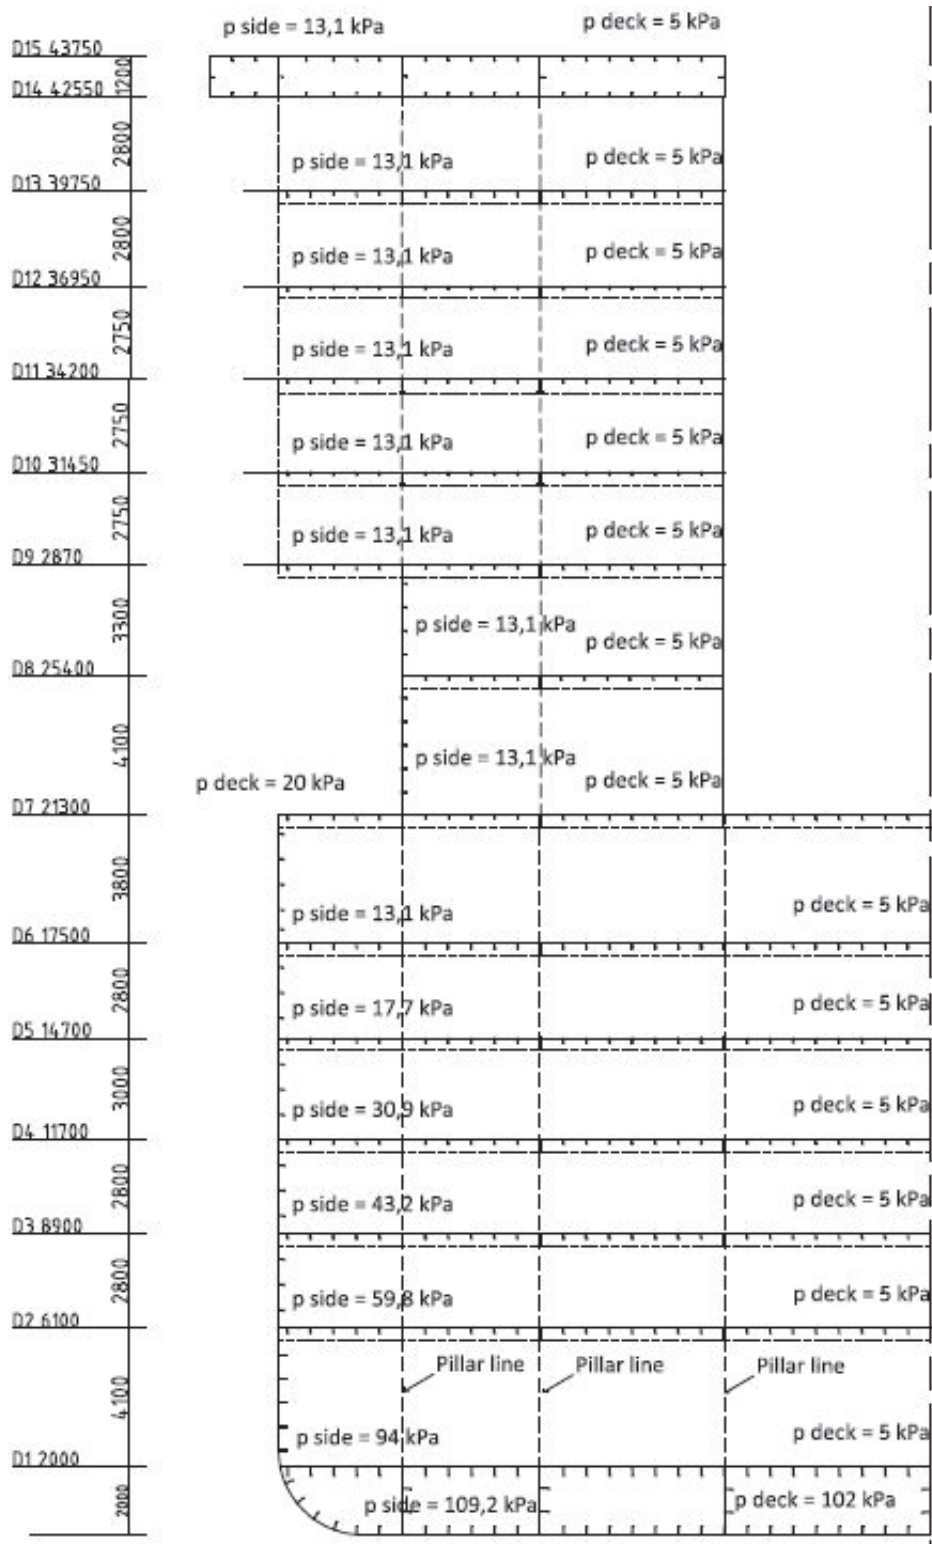 p side = 13,1 kPa p deck = 5 kPa
D15 43750
1200
D14 42550
2800
p side = 13,1 kPa p deck = 5 kPa
D13 39750
2800
p side = 13,1 kPa p deck = 5 kPa
D12 36950
2750
p side = 13,1 kPa p deck = 5 kPa
D11 34200
2750
p side = 13,1 kPa p deck = 5 kPa
D10 31450
2750
p side = 13,1 kPa p deck = 5 kPa
D9 2870
3300
p side = 13,1 kPa p deck = 5 kPa
D8 25400
4100
p side = 13,1 kPa
p deck = 20 kPa p deck = 5 kPa
D7 21300
3800
p side = 13,1 kPa p deck = 5 kPa
D6 17500
2800
p side = 17,7 kPa p deck = 5 kPa
D5 14700
3000
p side = 30,9 kPa p deck = 5 kPa
D4 11700
2800
p side = 43,2 kPa p deck = 5 kPa
D3 8900
2800
p side = 59,8 kPa p deck = 5 kPa
D2 6100
Pillar line Pillar line Pillar line
4100
p side = 94 kPa p deck = 5 kPa
D1 2000
2000
p side = 109,2 kPa p deck = 102 kPa